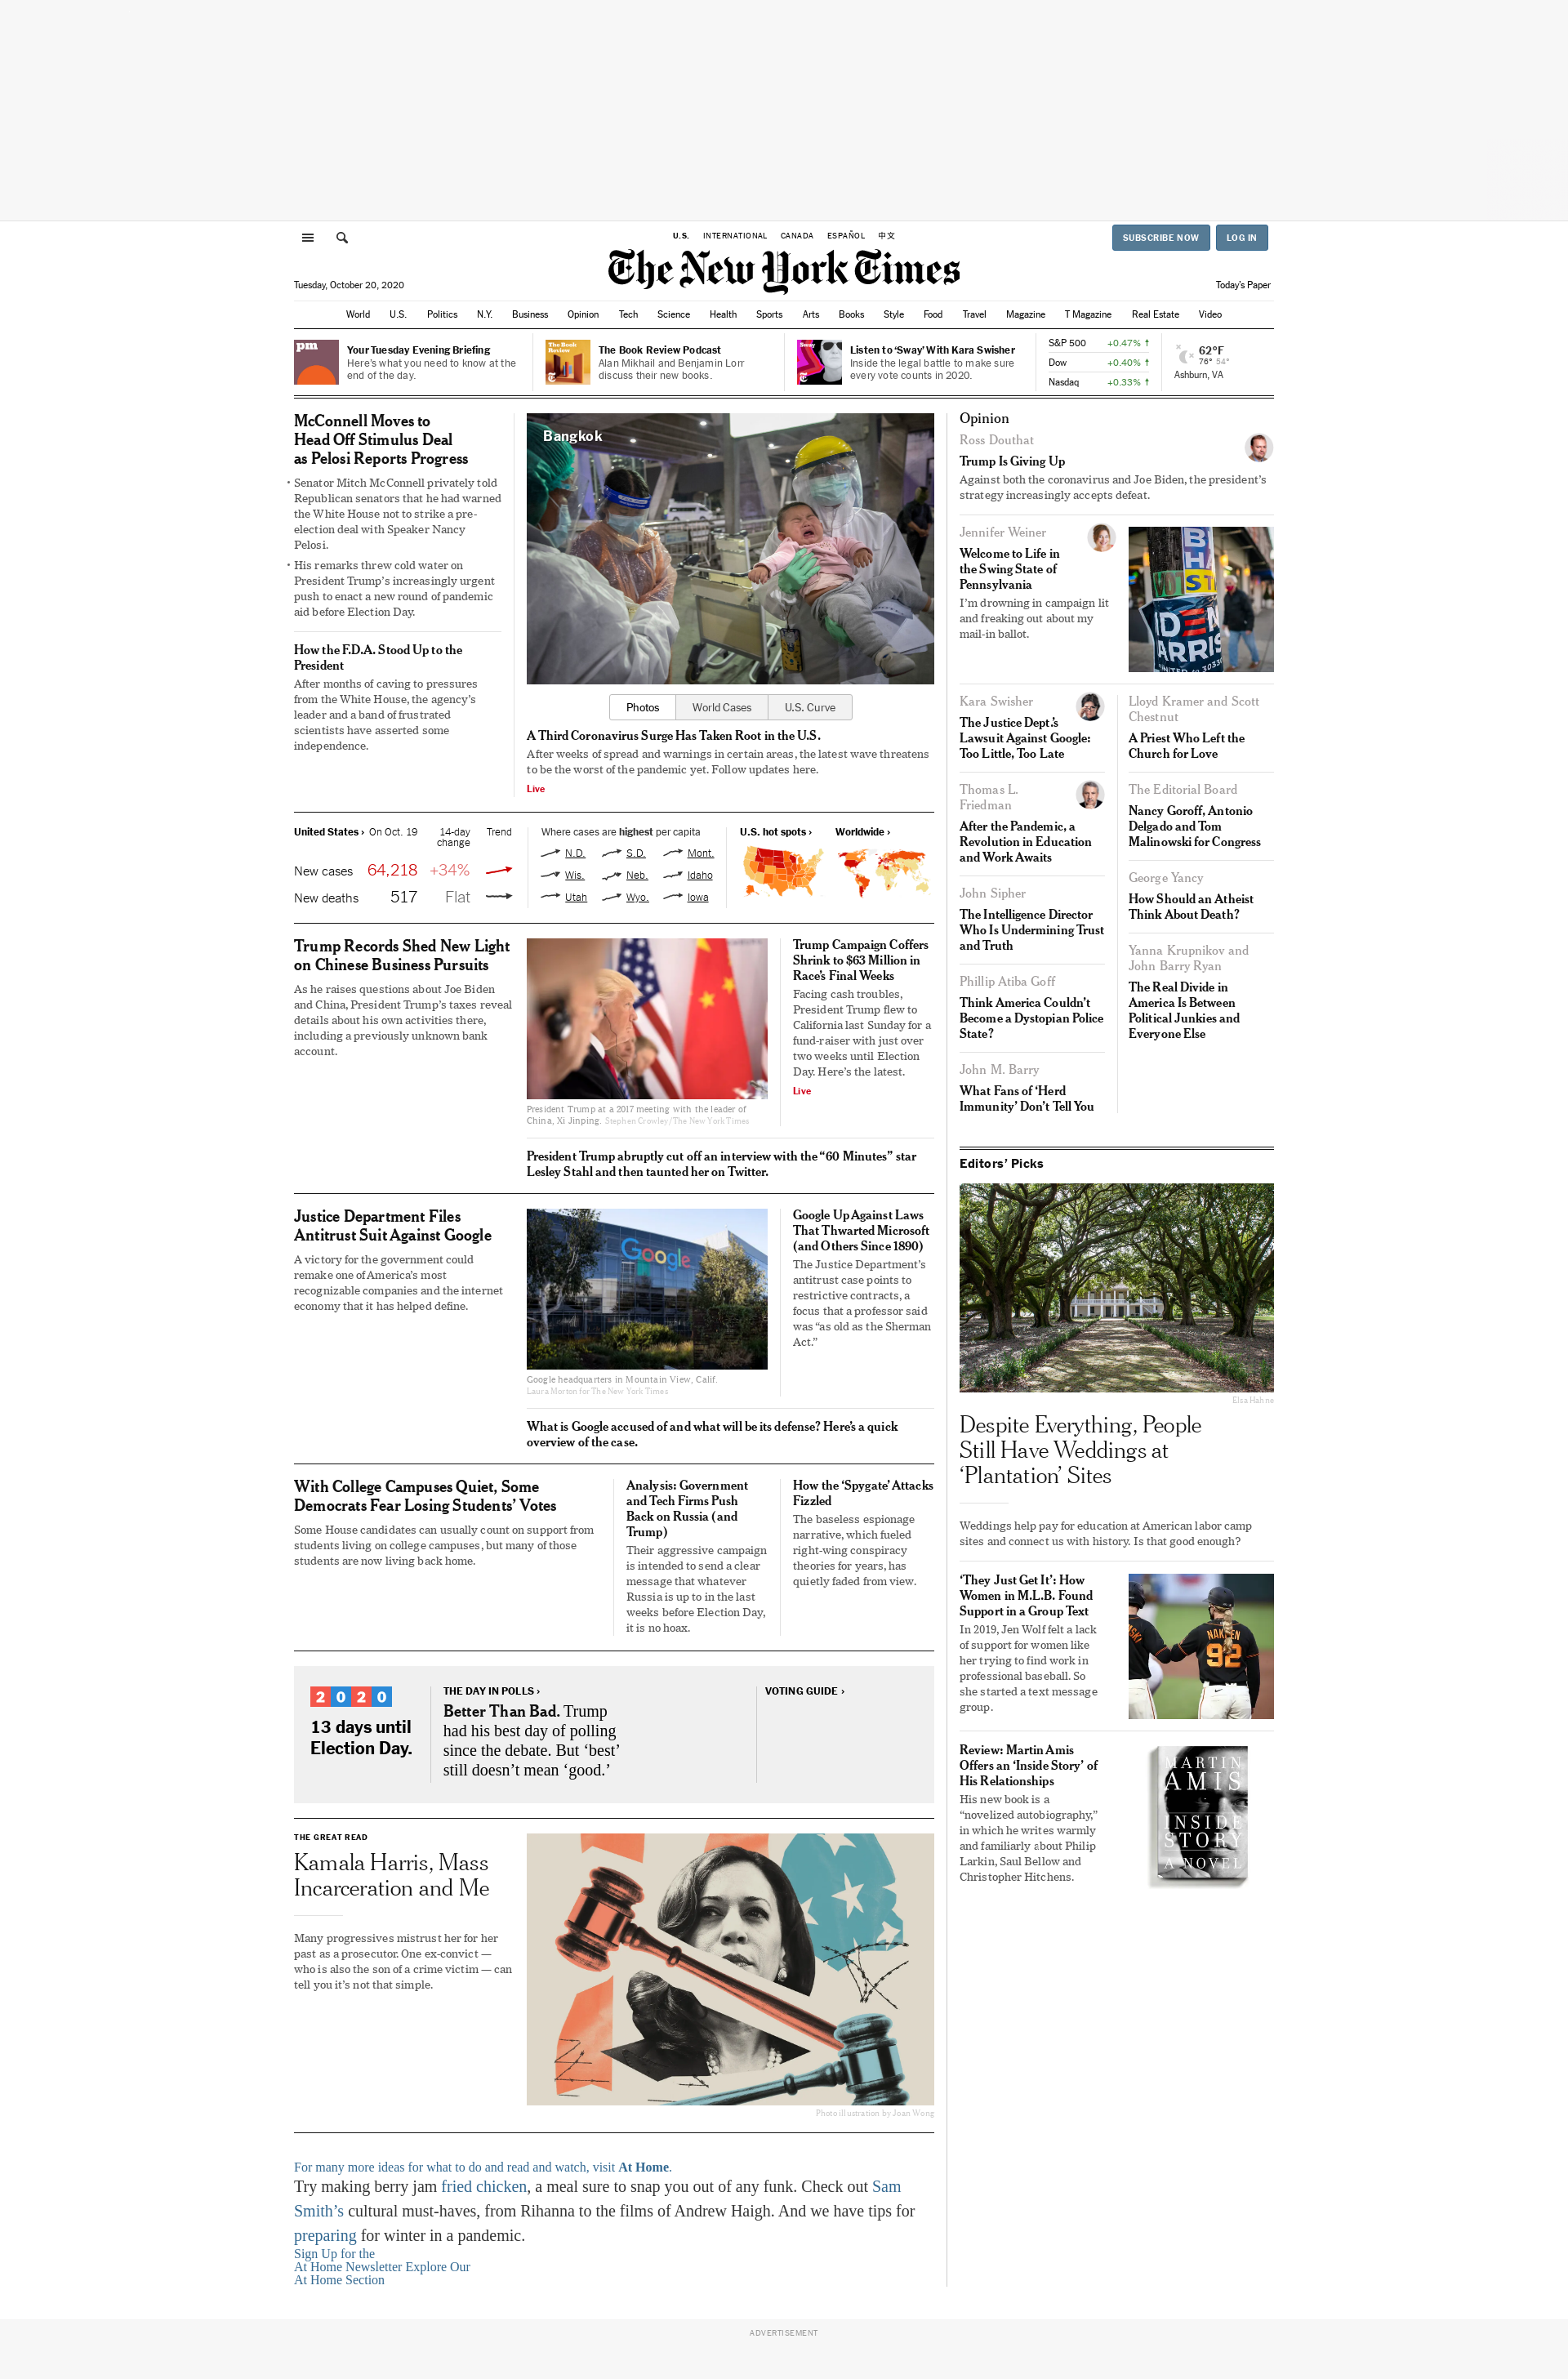 U.S. INTERNATIONAL CANADA ESPAÑOL 中文
SUBSCRIBE NOW LOG IN
The New York Times
Tuesday, October 20, 2020
Today's Paper
World U.S. Politics N.Y. Business Opinion Tech Science Health Sports Arts Books Style Food Travel Magazine T Magazine Real Estate Video
pm
Your Tuesday Evening Briefing
Here's what you need to know at the
end of the day.
The Book
Review
The Book Review Podcast
Alan Mikhail and Benjamin Lorr
discuss their new books.
Sway
Listen to ‘Sway’ With Kara Swisher
Inside the legal battle to make sure
every vote counts in 2020.
S&P 500 +0.47% ↑
Dow +0.40% ↑
Nasdaq +0.33% ↑
62°F
76° 54°
Ashburn, VA
McConnell Moves to
Head Off Stimulus Deal
as Pelosi Reports Progress
• Senator Mitch McConnell privately told
Republican senators that he had warned
the White House not to strike a pre-
election deal with Speaker Nancy
Pelosi.
• His remarks threw cold water on
President Trump's increasingly urgent
push to enact a new round of pandemic
aid before Election Day.
How the F.D.A. Stood Up to the
President
After months of caving to pressures
from the White House, the agency's
leader and a band of frustrated
scientists have asserted some
independence.
Bangkok
Photos World Cases U.S. Curve
A Third Coronavirus Surge Has Taken Root in the U.S.
After weeks of spread and warnings in certain areas, the latest wave threatens
to be the worst of the pandemic yet. Follow updates here.
Live
United States › On Oct. 19 14-day Trend
change
New cases 64,218 +34%
New deaths 517 Flat
Where cases are highest per capita
N.D. S.D. Mont.
Wis. Neb. Idaho
Utah Wyo. Iowa
U.S. hot spots › Worldwide ›
Trump Records Shed New Light
on Chinese Business Pursuits
As he raises questions about Joe Biden
and China, President Trump's taxes reveal
details about his own activities there,
including a previously unknown bank
account.
President Trump at a 2017 meeting with the leader of
China, Xi Jinping. Stephen Crowley/The New York Times
Trump Campaign Coffers
Shrink to $63 Million in
Race's Final Weeks
Facing cash troubles,
President Trump flew to
California last Sunday for a
fund-raiser with just over
two weeks until Election
Day. Here's the latest.
Live
President Trump abruptly cut off an interview with the “60 Minutes” star
Lesley Stahl and then taunted her on Twitter.
Justice Department Files
Antitrust Suit Against Google
A victory for the government could
remake one of America's most
recognizable companies and the internet
economy that it has helped define.
Google
Google headquarters in Mountain View, Calif.
Laura Morton for The New York Times
Google Up Against Laws
That Thwarted Microsoft
(and Others Since 1890)
The Justice Department's
antitrust case points to
restrictive contracts, a
focus that a professor said
was “as old as the Sherman
Act.”
What is Google accused of and what will be its defense? Here's a quick
overview of the case.
With College Campuses Quiet, Some
Democrats Fear Losing Students' Votes
Some House candidates can usually count on support from
students living on college campuses, but many of those
students are now living back home.
Analysis: Government
and Tech Firms Push
Back on Russia (and
Trump)
Their aggressive campaign
is intended to send a clear
message that whatever
Russia is up to in the last
weeks before Election Day,
it is no hoax.
How the ‘Spygate’ Attacks
Fizzled
The baseless espionage
narrative, which fueled
right-wing conspiracy
theories for years, has
quietly faded from view.
2020
13 days until
Election Day.
THE DAY IN POLLS ›
Better Than Bad. Trump
had his best day of polling
since the debate. But ‘best’
still doesn’t mean ‘good.’
VOTING GUIDE ›
THE GREAT READ
Kamala Harris, Mass
Incarceration and Me
Many progressives mistrust her for her
past as a prosecutor. One ex-convict —
who is also the son of a crime victim — can
tell you it's not that simple.
Photo illustration by Joan Wong
For many more ideas for what to do and read and watch, visit At Home.
Try making berry jam fried chicken, a meal sure to snap you out of any funk. Check out Sam
Smith’s cultural must-haves, from Rihanna to the films of Andrew Haigh. And we have tips for
preparing for winter in a pandemic.
Sign Up for the
At Home Newsletter Explore Our
At Home Section
Opinion
Ross Douthat
Trump Is Giving Up
Against both the coronavirus and Joe Biden, the president's
strategy increasingly accepts defeat.
Jennifer Weiner
Welcome to Life in
the Swing State of
Pennsylvania
I'm drowning in campaign lit
and freaking out about my
mail-in ballot.
Kara Swisher
The Justice Dept.'s
Lawsuit Against Google:
Too Little, Too Late
Thomas L.
Friedman
After the Pandemic, a
Revolution in Education
and Work Awaits
John Sipher
The Intelligence Director
Who Is Undermining Trust
and Truth
Phillip Atiba Goff
Think America Couldn't
Become a Dystopian Police
State?
John M. Barry
What Fans of ‘Herd
Immunity’ Don't Tell You
Lloyd Kramer and Scott
Chestnut
A Priest Who Left the
Church for Love
The Editorial Board
Nancy Goroff, Antonio
Delgado and Tom
Malinowski for Congress
George Yancy
How Should an Atheist
Think About Death?
Yanna Krupnikov and
John Barry Ryan
The Real Divide in
America Is Between
Political Junkies and
Everyone Else
Editors’ Picks
Elsa Hahne
Despite Everything, People
Still Have Weddings at
‘Plantation’ Sites
Weddings help pay for education at American labor camp
sites and connect us with history. Is that good enough?
‘They Just Get It’: How
Women in M.L.B. Found
Support in a Group Text
In 2019, Jen Wolf felt a lack
of support for women like
her trying to find work in
professional baseball. So
she started a text message
group.
NAKKEN
92
Review: Martin Amis
Offers an ‘Inside Story’ of
His Relationships
His new book is a
“novelized autobiography,”
in which he writes warmly
and familiarly about Philip
Larkin, Saul Bellow and
Christopher Hitchens.
MARTIN
AMIS
INSIDE
STORY
A NOVEL
ADVERTISEMENT